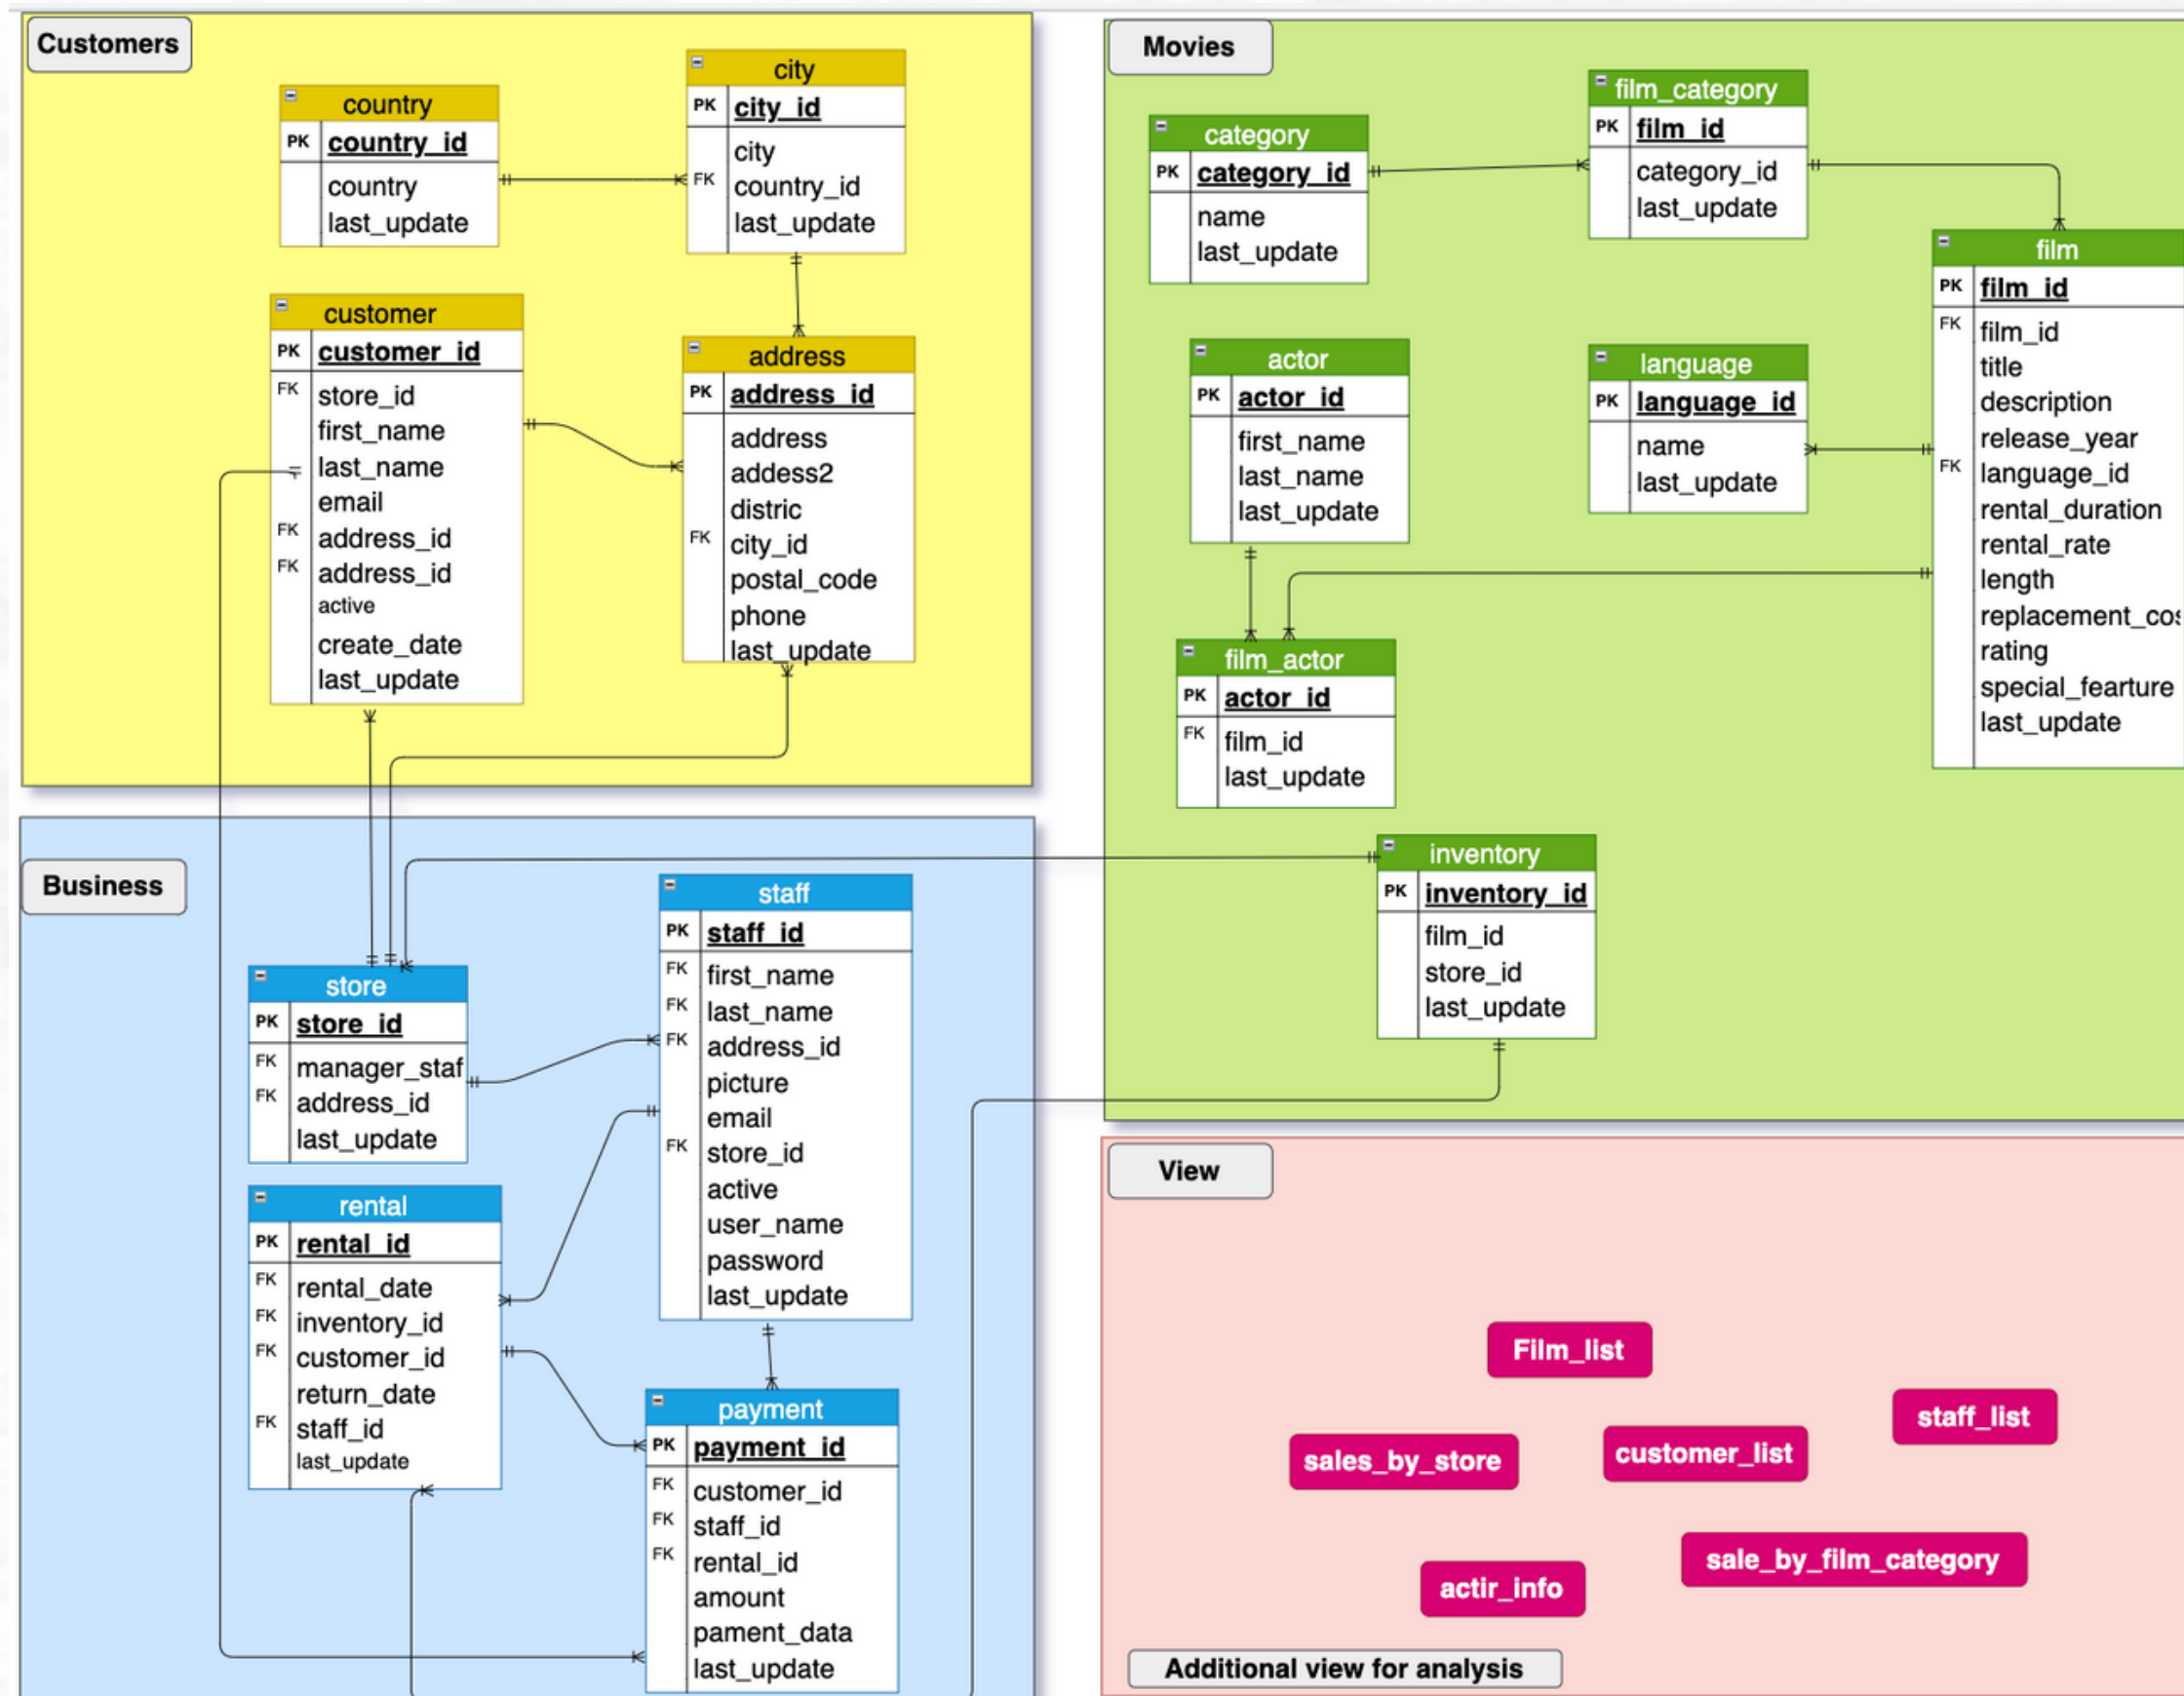 Customers
country
PK country_id
country
last_update
city
PK city_id
city
FK country_id
last_update
customer
PK customer_id
FK store_id
first_name
last_name
email
FK address_id
FK address_id
active
create_date
last_update
address
PK address_id
address
addess2
distric
FK city_id
postal_code
phone
last_update
Movies
category
PK category_id
name
last_update
film_category
PK film_id
category_id
last_update
film
PK film_id
FK film_id
title
description
release_year
FK language_id
rental_duration
rental_rate
length
replacement_cos
rating
special_fearture
last_update
actor
PK actor_id
first_name
last_name
last_update
language
PK language_id
name
last_update
film_actor
PK actor_id
FK film_id
last_update
inventory
PK inventory_id
film_id
store_id
last_update
Business
store
PK store_id
FK manager_staf
FK address_id
last_update
staff
PK staff_id
FK first_name
FK last_name
FK address_id
picture
email
FK store_id
active
user_name
password
last_update
rental
PK rental_id
FK rental_date
FK inventory_id
FK customer_id
return_date
FK staff_id
last_update
payment
PK payment_id
FK customer_id
FK staff_id
FK rental_id
amount
pament_data
last_update
View
Film_list
staff_list
sales_by_store
customer_list
sale_by_film_category
actir_info
Additional view for analysis